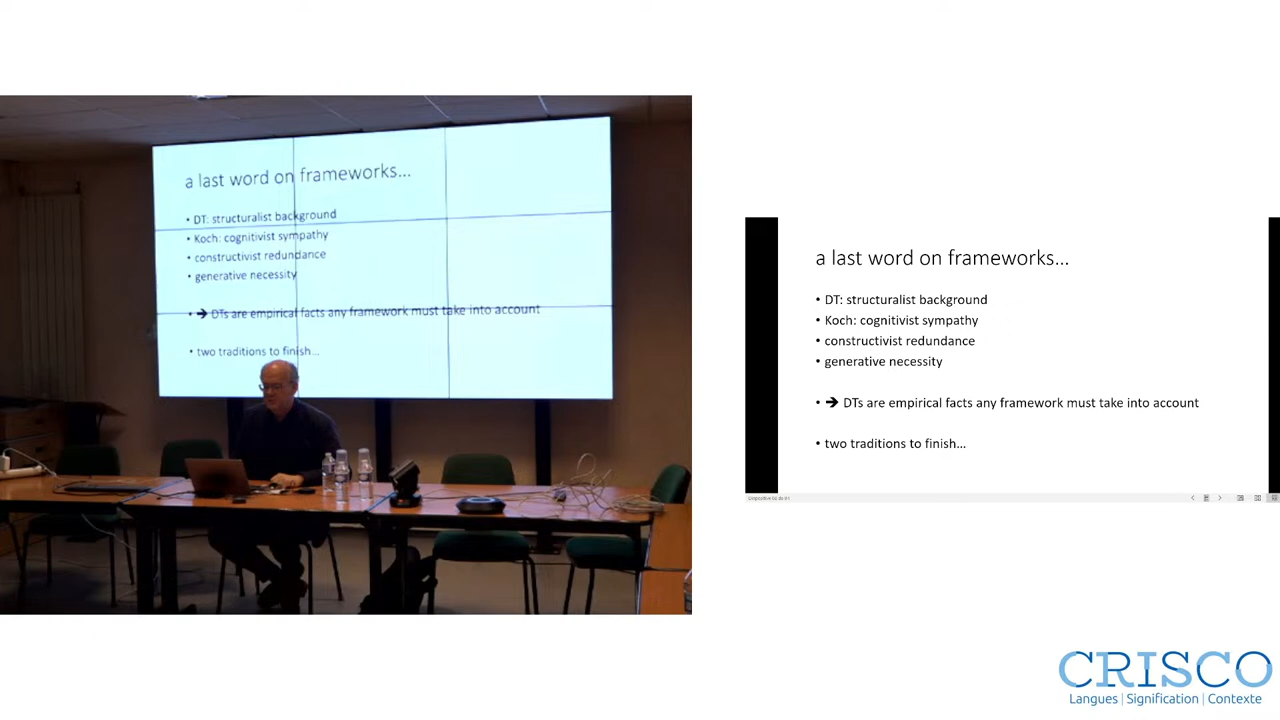 a last word on frameworks...
• DT: structuralist background
• Koch: cognitivist sympathy
• constructivist redundance
• generative necessity
• ➔ DTs are empirical facts any framework must take into account
• two traditions to finish...
a last word on frameworks...
• DT: structuralist background
• Koch: cognitivist sympathy
• constructivist redundance
• generative necessity
• ➔ DTs are empirical facts any framework must take into account
• two traditions to finish...
CRISCO
Langues | Signification | Contexte